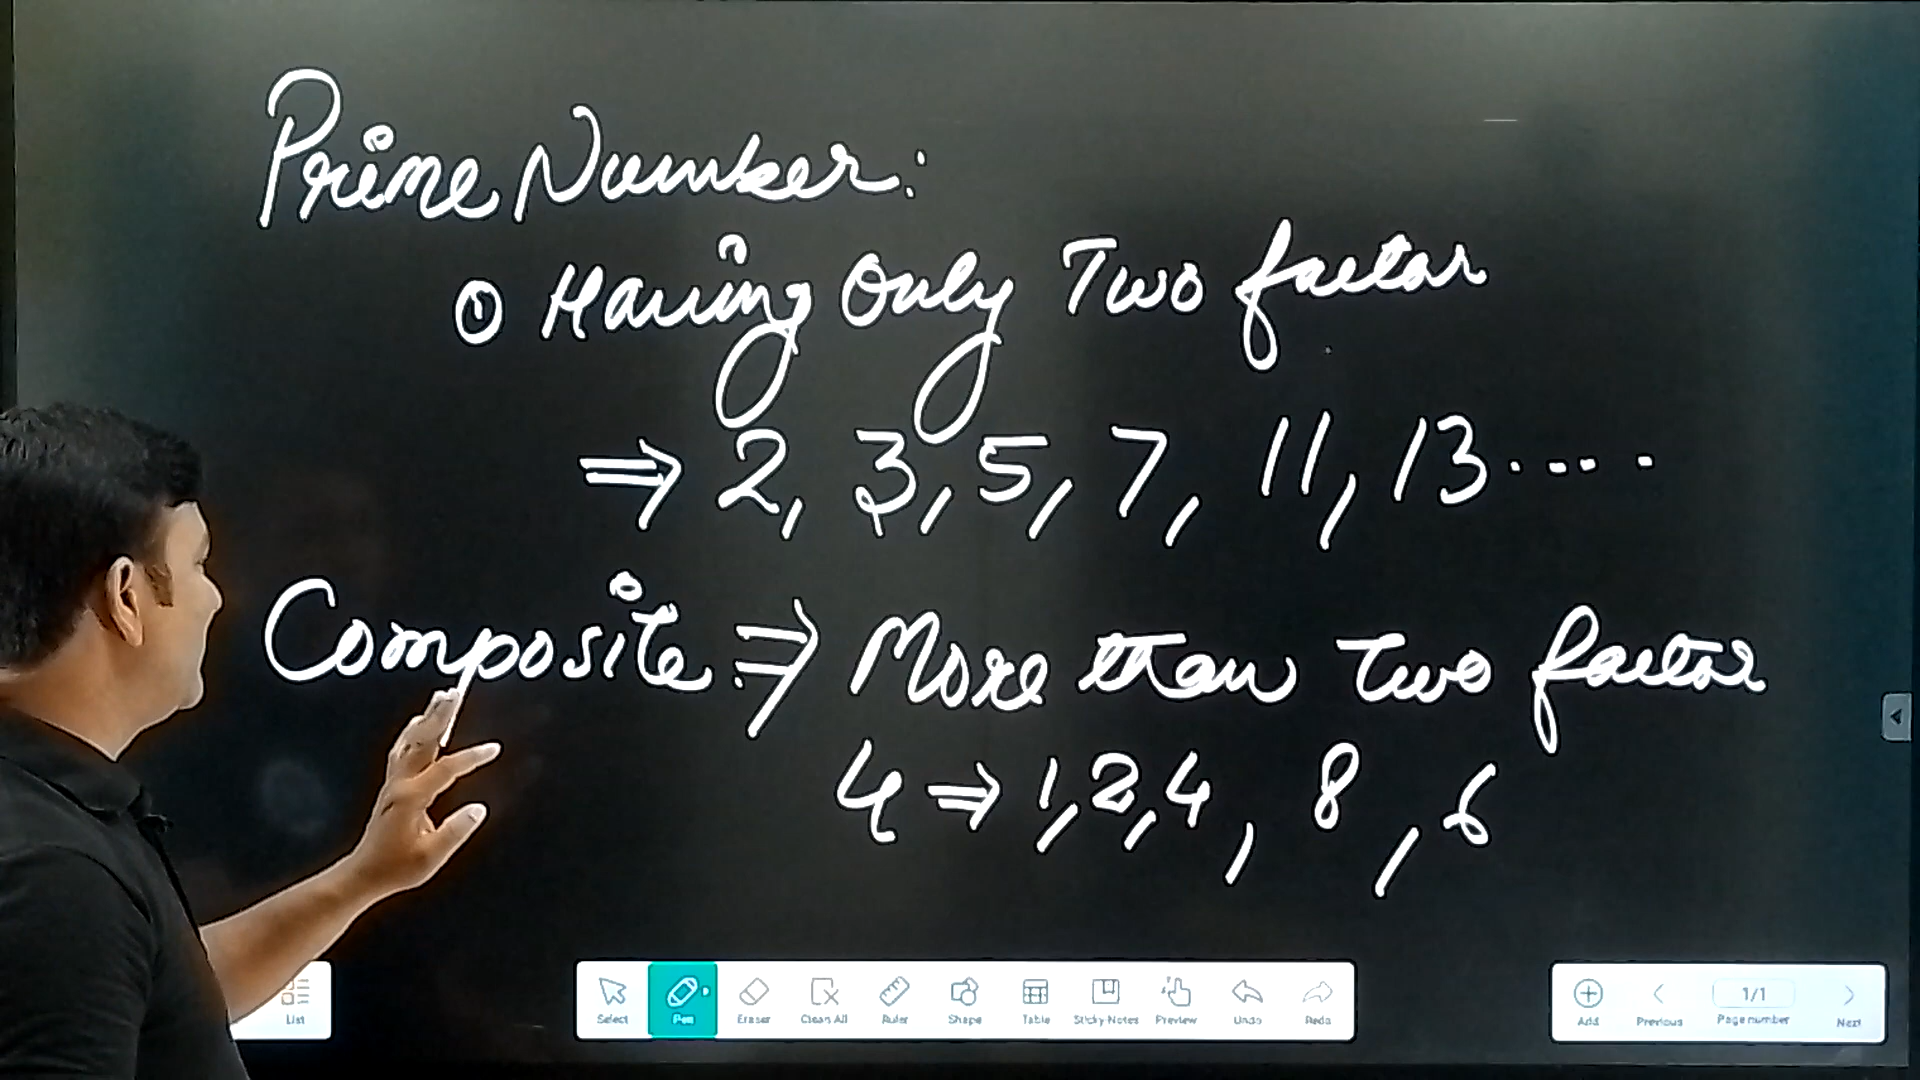 Prime Number:
① Having Only Two factor
⇒ 2, 3, 5, 7, 11, 13.....
Composite ⇒ More than two factor
4 ⇒ 1, 2, 4, 8, 6
List
Select Pen Eraser Clean All Ruler Shape Table Sticky Notes Preview Undo Redo
1/1
Add Previous Page number Next